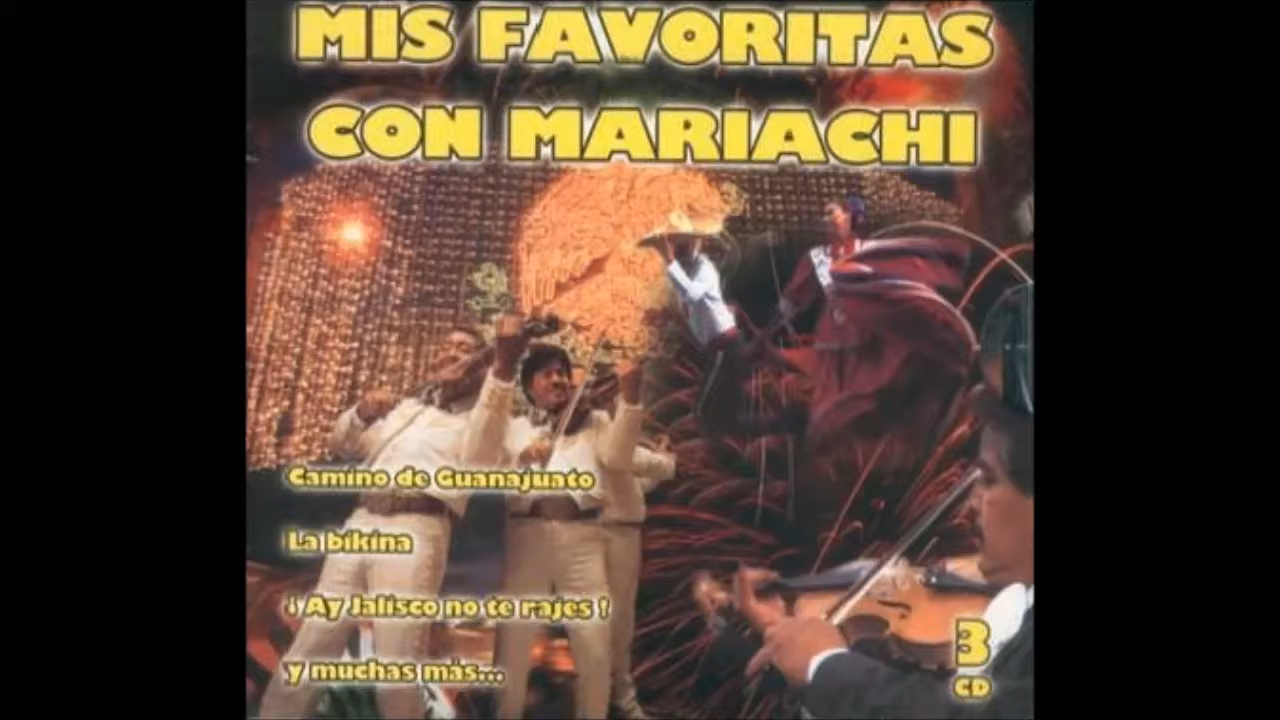 MIS FAVORITAS
CON MARIACHI
Camino de Guanajuato
La bikina
¡ Ay Jalisco no te rajes !
y muchas más...
3
CD